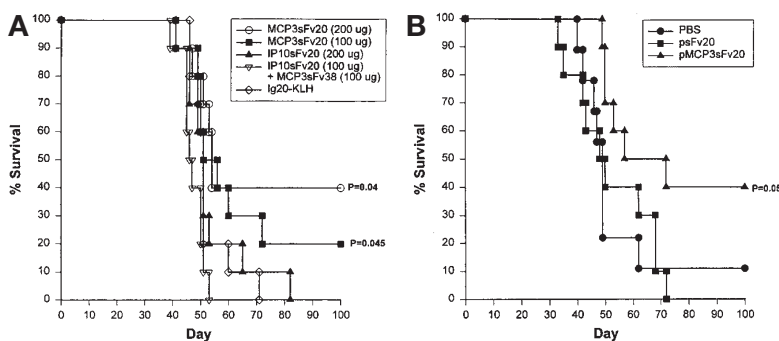 A
MCP3sFv20 (200 ug)
MCP3sFv20 (100 ug)
IP10sFv20 (200 ug)
IP10sFv20 (100 ug)
+ MCP3sFv38 (100 ug)
Ig20-KLH
% Survival
100
90
80
70
60
50
40
30
20
10
0
P=0.04
P=0.045
0
20
30
40
50
60
70
80
90
100
Day
B
PBS
psFv20
pMCP3sFv20
% Survival
100
90
80
70
60
50
40
30
20
10
0
P=0.05
0
20
30
40
50
60
70
80
90
100
Day